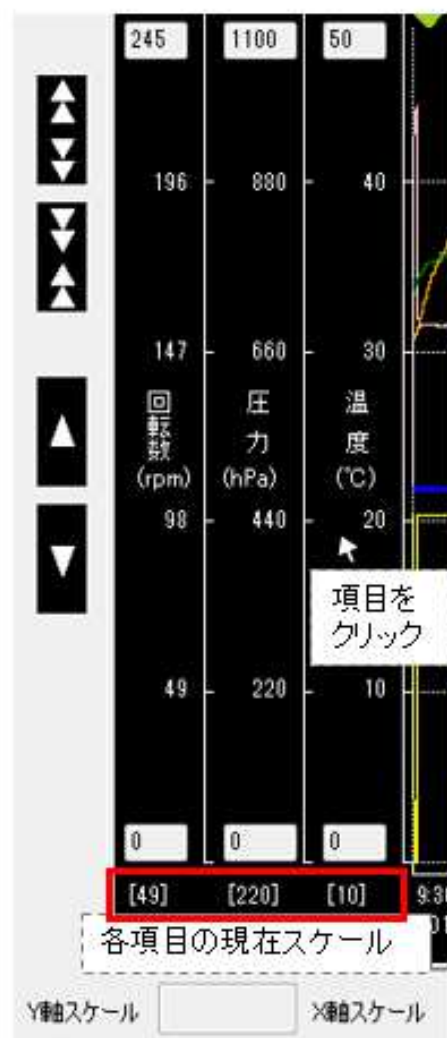 245 1100 50
196 880 40
147 660 30
回転数 (rpm)
圧力 (hPa)
温度 (℃)
98 440 20
項目を
クリック
49 220 10
0 0 0
[49] [220] [10]
各項目の現在スケール
Y軸スケール X軸スケール